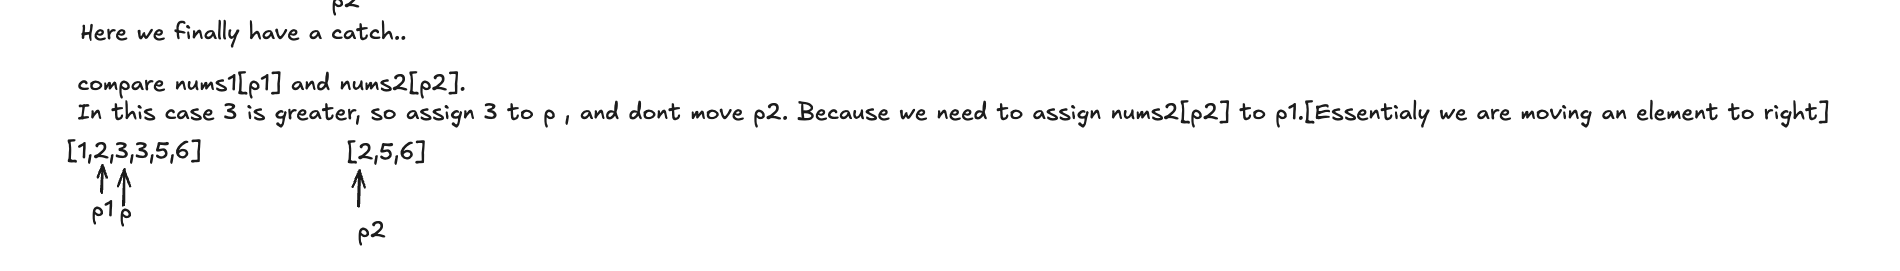 p2
Here we finally have a catch..
compare nums1[p1] and nums2[p2].
In this case 3 is greater, so assign 3 to p , and dont move p2. Because we need to assign nums2[p2] to p1.[Essentialy we are moving an element to right]
[1,2,3,3,5,6] [2,5,6]
p1 p
p2